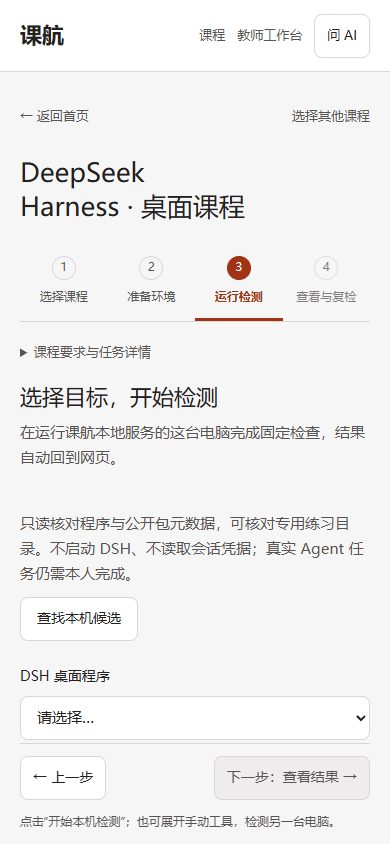 课航
课程 教师工作台 问 AI
← 返回首页 选择其他课程
DeepSeek
Harness · 桌面课程
1 2 3 4
选择课程 准备环境 运行检测 查看与复检
▶ 课程要求与任务详情
选择目标，开始检测
在运行课航本地服务的这台电脑完成固定检查，结果
自动回到网页。
只读核对程序与公开包元数据，可核对专用练习目
录。不启动 DSH、不读取会话凭据；真实 Agent 任
务仍需本人完成。
查找本机候选
DSH 桌面程序
请选择...
← 上一步 下一步：查看结果 →
点击“开始本机检测”；也可展开手动工具，检测另一台电脑。